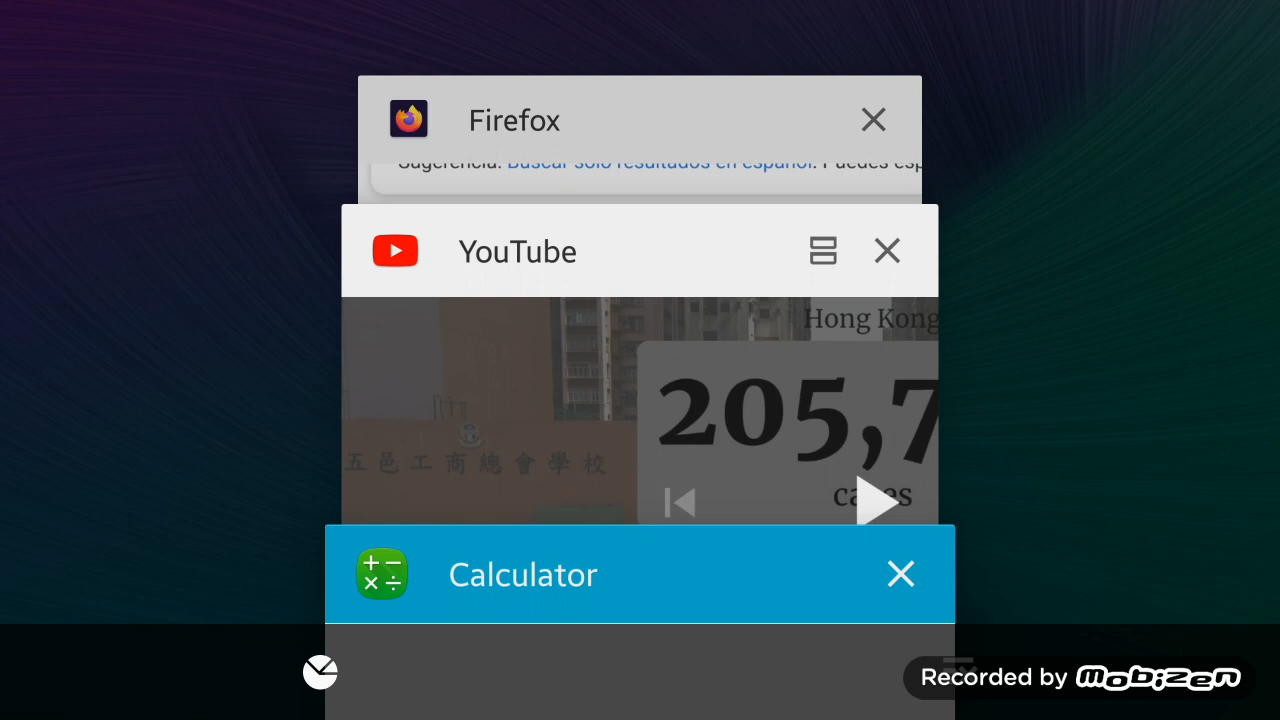 Firefox
Sugerencia: Buscar solo resultados en español. Puedes esp
YouTube
Hong Kong
205,7
五邑工商總會學校
cases
Calculator
Recorded by mobizen